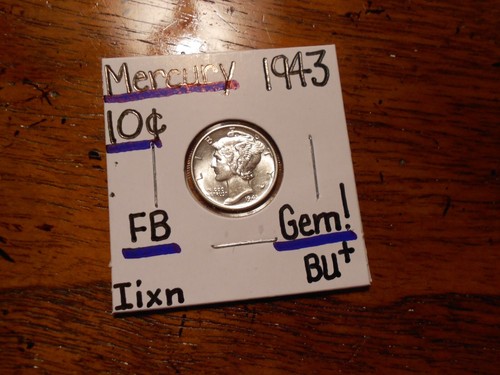 Mercury 1943
10¢
FB Gem!
BU+
Iixn